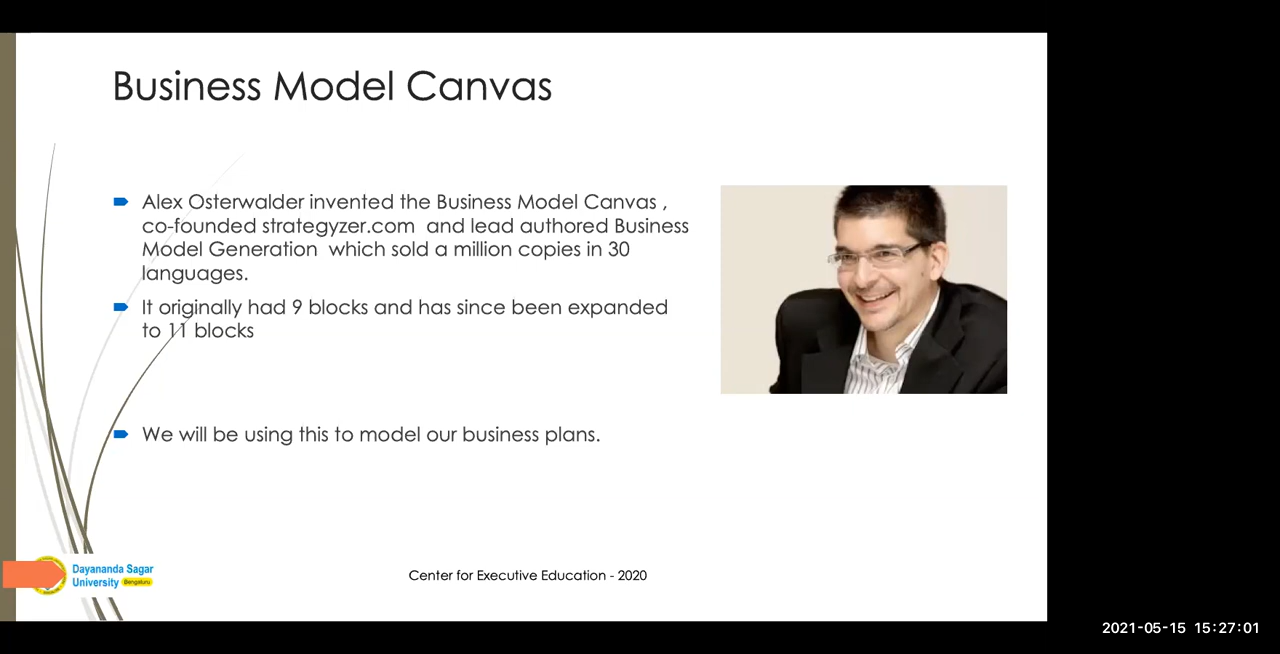 Business Model Canvas
Alex Osterwalder invented the Business Model Canvas ,
co-founded strategyzer.com and lead authored Business
Model Generation which sold a million copies in 30
languages.
It originally had 9 blocks and has since been expanded
to 11 blocks
We will be using this to model our business plans.
Dayananda Sagar
University Bengaluru
Center for Executive Education - 2020
2021-05-15 15:27:01